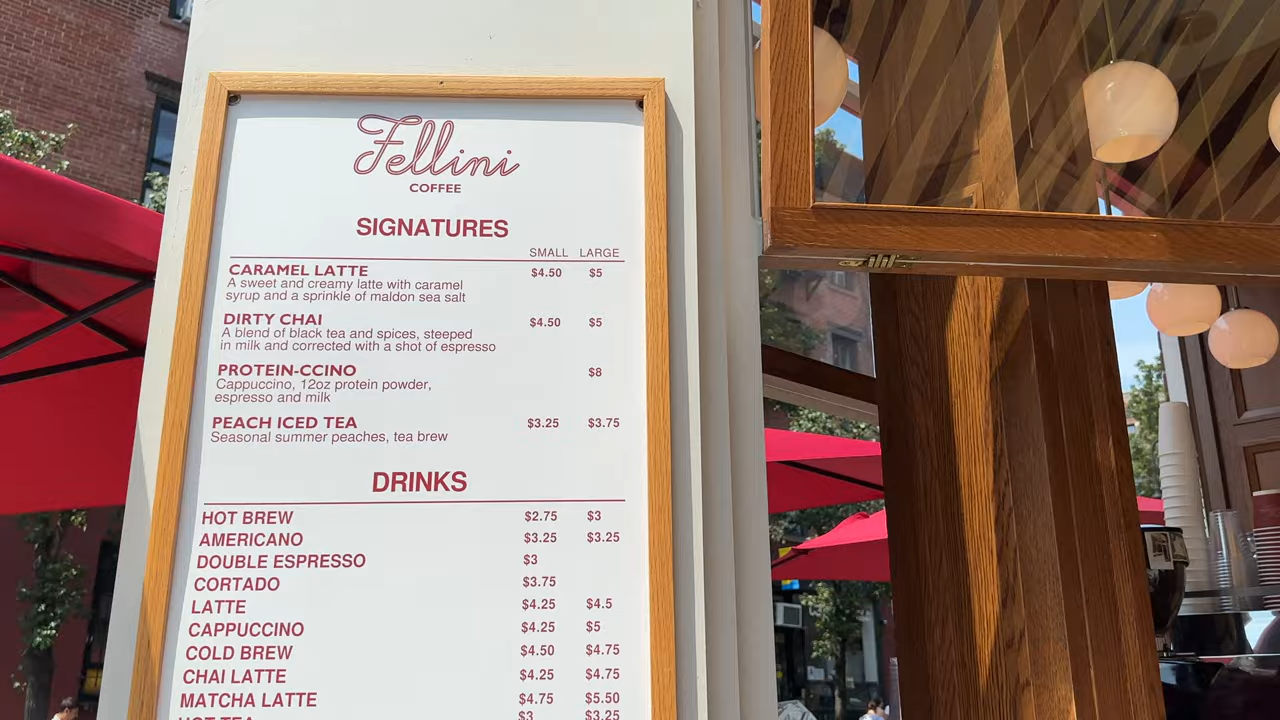 Fellini
COFFEE
SIGNATURES
SMALL LARGE
CARAMEL LATTE $4.50 $5
A sweet and creamy latte with caramel
syrup and a sprinkle of maldon sea salt
DIRTY CHAI $4.50 $5
A blend of black tea and spices, steeped
in milk and corrected with a shot of espresso
PROTEIN-CCINO $8
Cappuccino, 12oz protein powder,
espresso and milk
PEACH ICED TEA $3.25 $3.75
Seasonal summer peaches, tea brew
DRINKS
HOT BREW $2.75 $3
AMERICANO $3.25 $3.25
DOUBLE ESPRESSO $3
CORTADO $3.75
LATTE $4.25 $4.5
CAPPUCCINO $4.25 $5
COLD BREW $4.50 $4.75
CHAI LATTE $4.25 $4.75
MATCHA LATTE $4.75 $5.50
HOT TEA $3 $3.25